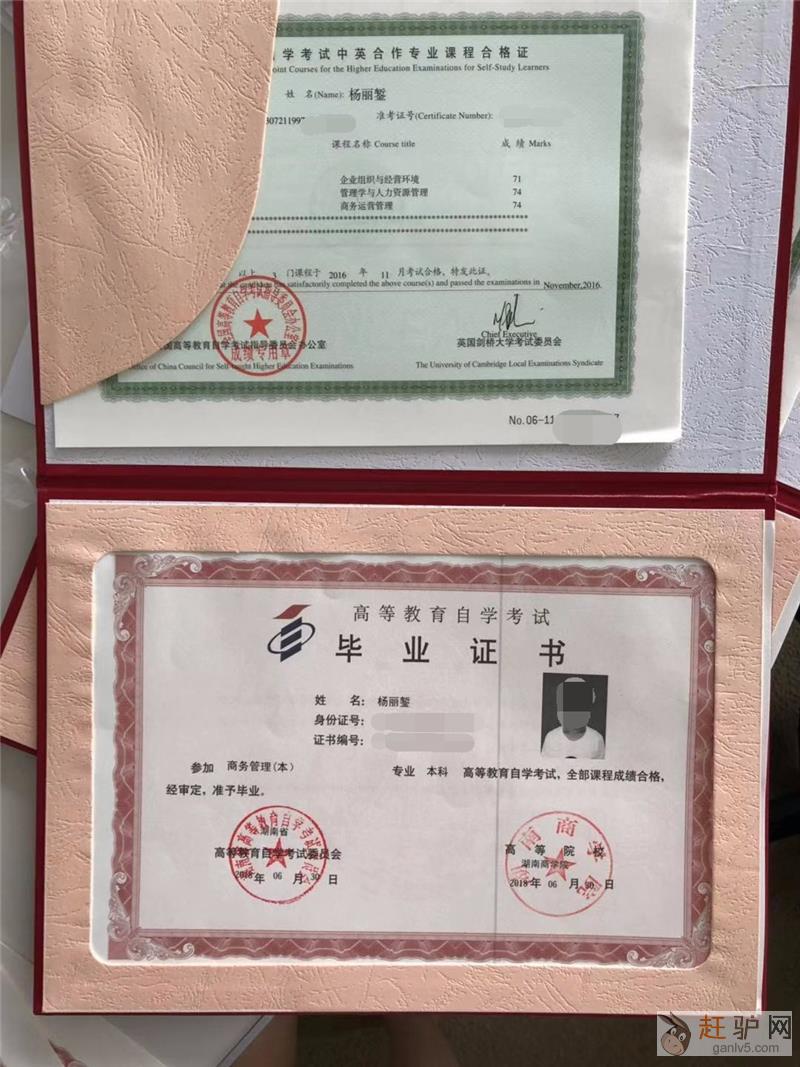 学考试中英合作专业课程合格证
oint Courses for the Higher Education Examinations for Self-Study Learners
姓 名(Name): 杨丽錾
307211997
准考证号(Certificate Number):
课程名称 Course title 成 绩 Marks
企业组织与经营环境 71
管理学与人力资源管理 74
商务运营管理 74
以上 3 门课程于 2016 年 11 月考试合格，特发此证。
at the candidate has satisfactorily completed the above course(s) and passed the examinations in November,2016.
Chief Executive
国高等教育自学考试指导委员会办公室 英国剑桥大学考试委员会
成绩专用章
ffice of China Council for Self-taught Higher Education Examinations The University of Cambridge Local Examinations Syndicate
No.06-11 7
高等教育自学考试
毕业证书
姓 名： 杨丽錾
身份证号：
证书编号：
参加 商务管理(本) 专业 本科 高等教育自学考试，全部课程成绩合格，
经审定，准予毕业。
湖南省
高等教育自学考试委员会 高等院校
湖南商学院
2018 年 06 月 30 日 2018 年 06 月 30 日
赶驴网
ganlv5.com